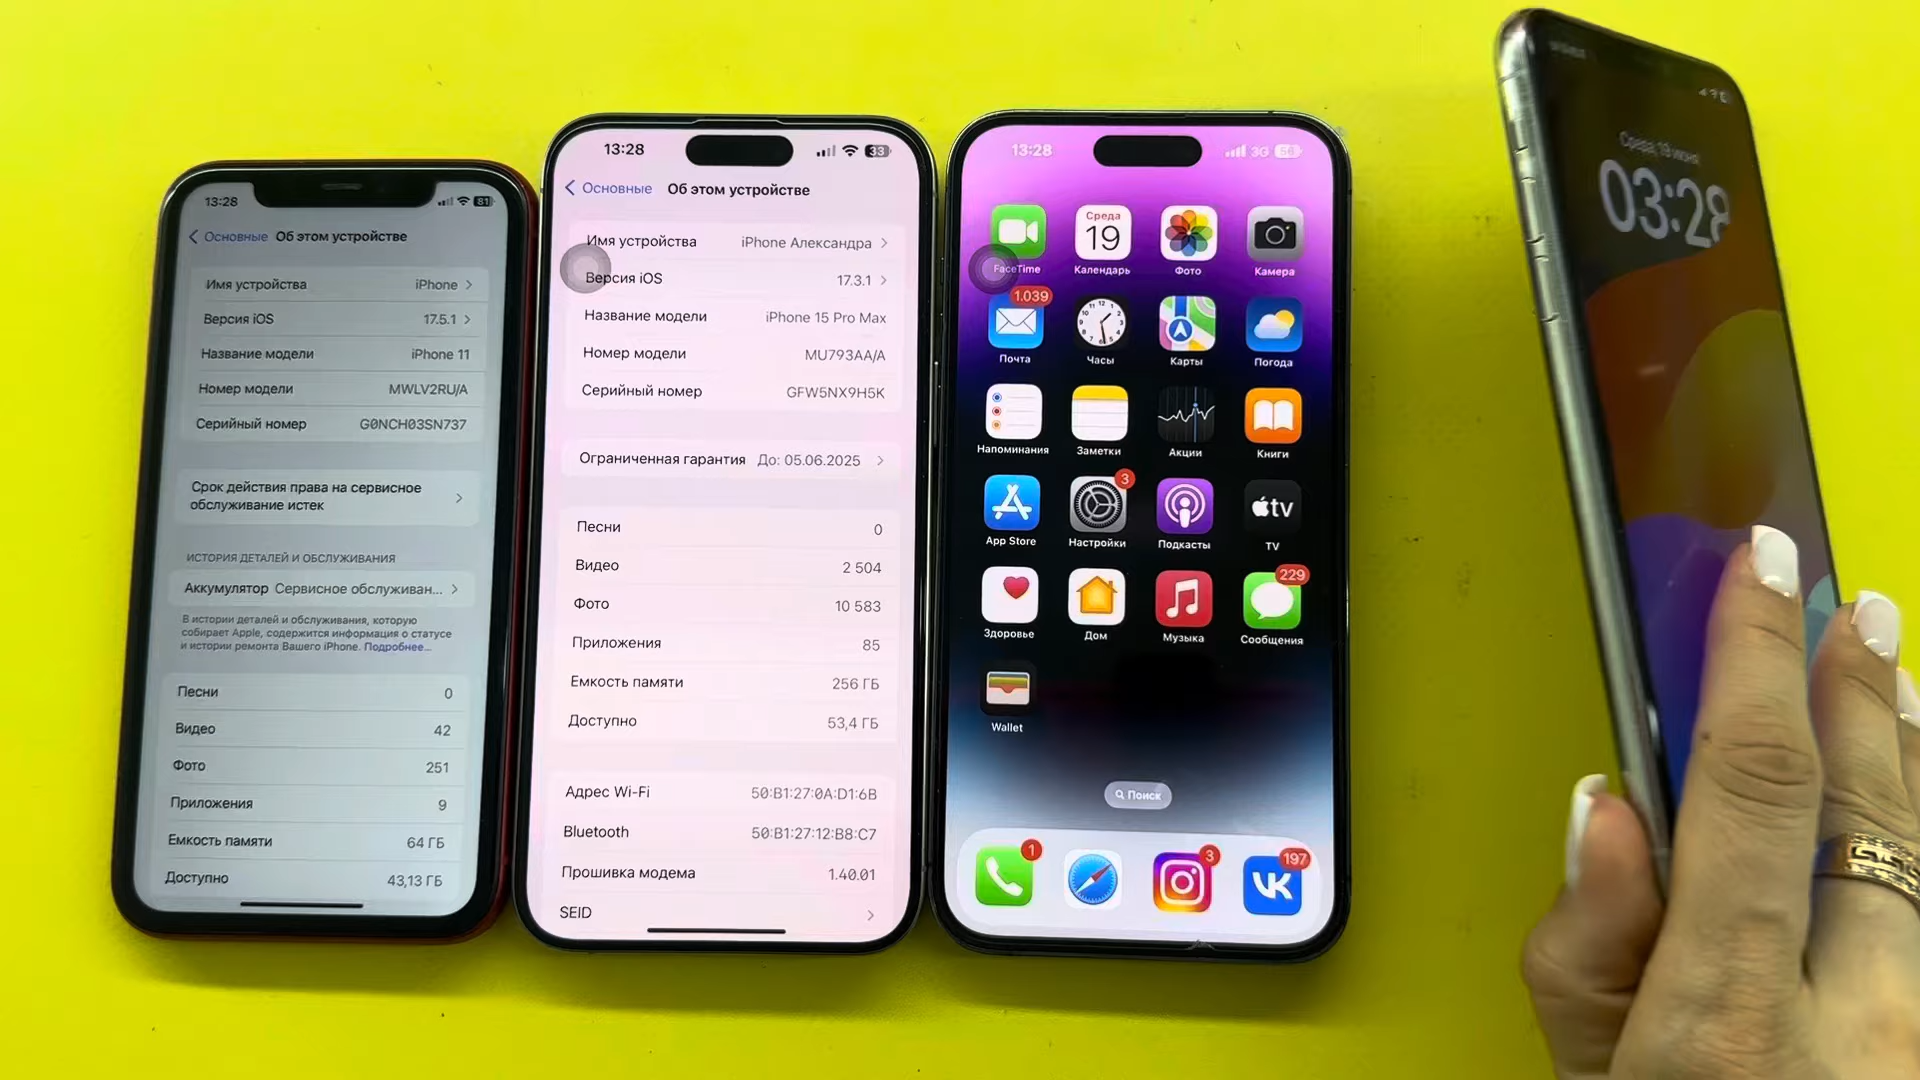 13:28
81
Основные Об этом устройстве
Имя устройства iPhone
Версия iOS 17.5.1
Название модели iPhone 11
Номер модели MWLV2RU/A
Серийный номер G0NCH03SN737
Срок действия права на сервисное
обслуживание истек
ИСТОРИЯ ДЕТАЛЕЙ И ОБСЛУЖИВАНИЯ
Аккумулятор Сервисное обслуживан...
В истории деталей и обслуживания, которую
собирает Apple, содержится информация о статусе
и истории ремонта Вашего iPhone. Подробнее...
Песни 0
Видео 42
Фото 251
Приложения 9
Емкость памяти 64 ГБ
Доступно 43,13 ГБ
13:28
33
Основные Об этом устройстве
Имя устройства iPhone Александра
Версия iOS 17.3.1
Название модели iPhone 15 Pro Max
Номер модели MU793AA/A
Серийный номер GFW5NX9H5K
Ограниченная гарантия До: 05.06.2025
Песни 0
Видео 2 504
Фото 10 583
Приложения 85
Емкость памяти 256 ГБ
Доступно 53,4 ГБ
Адрес Wi-Fi 50:B1:27:0A:D1:6B
Bluetooth 50:B1:27:12:B8:C7
Прошивка модема 1.40.01
SEID
13:28
3G 56
Среда
19
FaceTime Календарь Фото Камера
1.039
Почта Часы Карты Погода
Напоминания Заметки Акции Книги
3
tv
App Store Настройки Подкасты TV
229
Здоровье Дом Музыка Сообщения
Wallet
Поиск
1 3 197
Среда, 19 июня
03:28